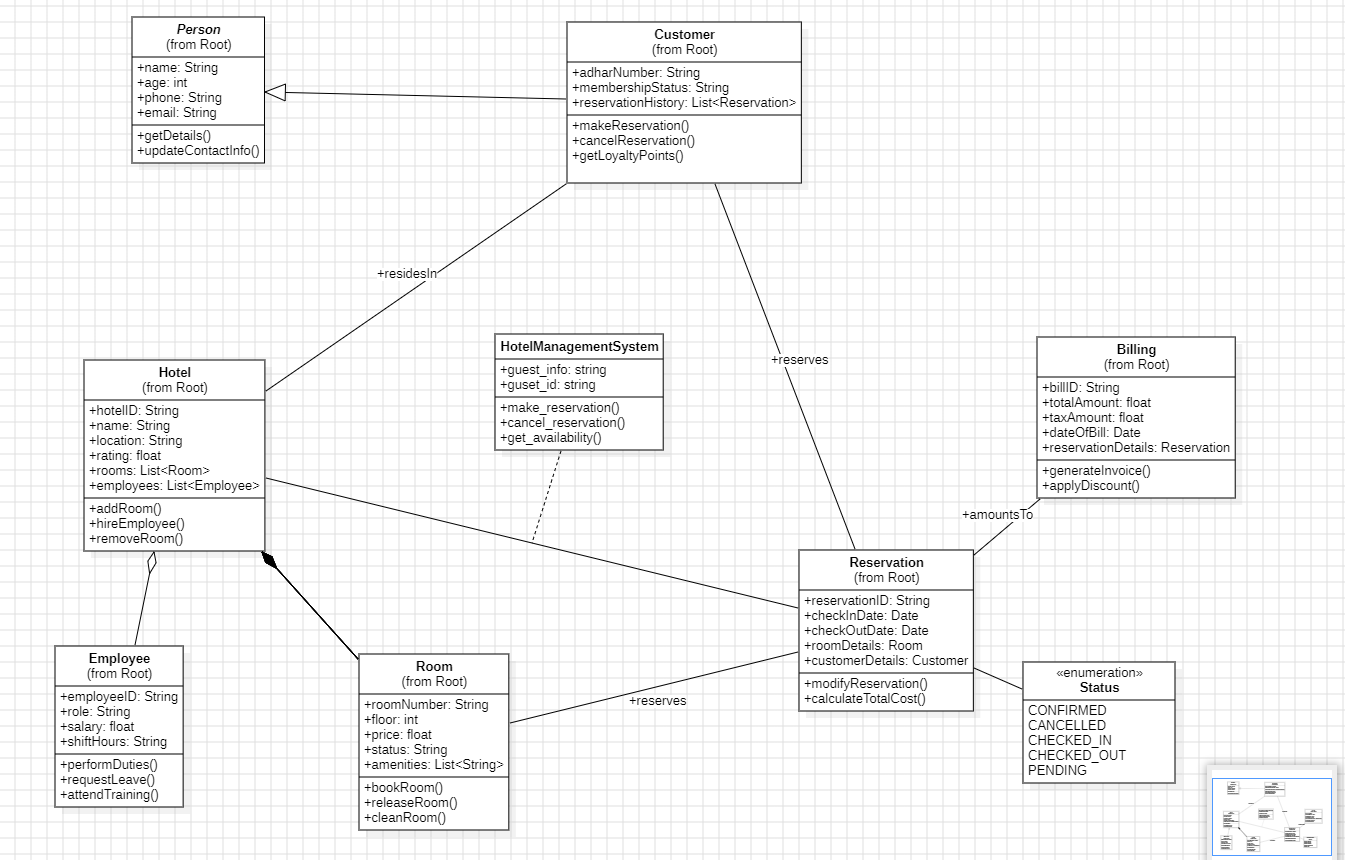 Person
(from Root)
+name: String
+age: int
+phone: String
+email: String
+getDetails()
+updateContactInfo()
Customer
(from Root)
+adharNumber: String
+membershipStatus: String
+reservationHistory: List<Reservation>
+makeReservation()
+cancelReservation()
+getLoyaltyPoints()
+residesIn
+reserves
HotelManagementSystem
+guest_info: string
+guset_id: string
+make_reservation()
+cancel_reservation()
+get_availability()
Billing
(from Root)
+billID: String
+totalAmount: float
+taxAmount: float
+dateOfBill: Date
+reservationDetails: Reservation
+generateInvoice()
+applyDiscount()
Hotel
(from Root)
+hotelID: String
+name: String
+location: String
+rating: float
+rooms: List<Room>
+employees: List<Employee>
+addRoom()
+hireEmployee()
+removeRoom()
+amountsTo
Reservation
(from Root)
+reservationID: String
+checkInDate: Date
+checkOutDate: Date
+roomDetails: Room
+customerDetails: Customer
+modifyReservation()
+calculateTotalCost()
Employee
(from Root)
+employeeID: String
+role: String
+salary: float
+shiftHours: String
+performDuties()
+requestLeave()
+attendTraining()
Room
(from Root)
+roomNumber: String
+floor: int
+price: float
+status: String
+amenities: List<String>
+bookRoom()
+releaseRoom()
+cleanRoom()
+reserves
«enumeration»
Status
CONFIRMED
CANCELLED
CHECKED_IN
CHECKED_OUT
PENDING